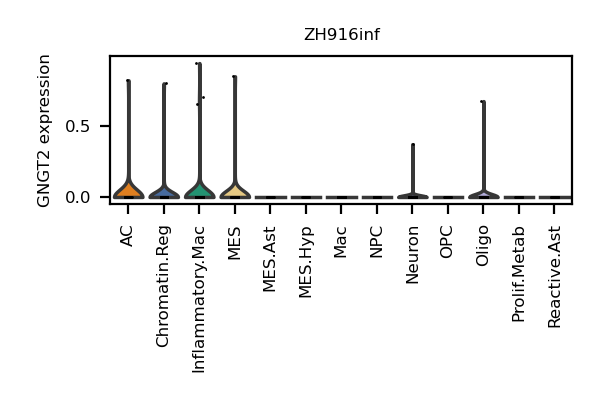 ZH916inf
GNGT2 expression
0.5
0.0
AC
Chromatin.Reg
Inflammatory.Mac
MES
MES.Ast
MES.Hyp
Mac
NPC
Neuron
OPC
Oligo
Prolif.Metab
Reactive.Ast